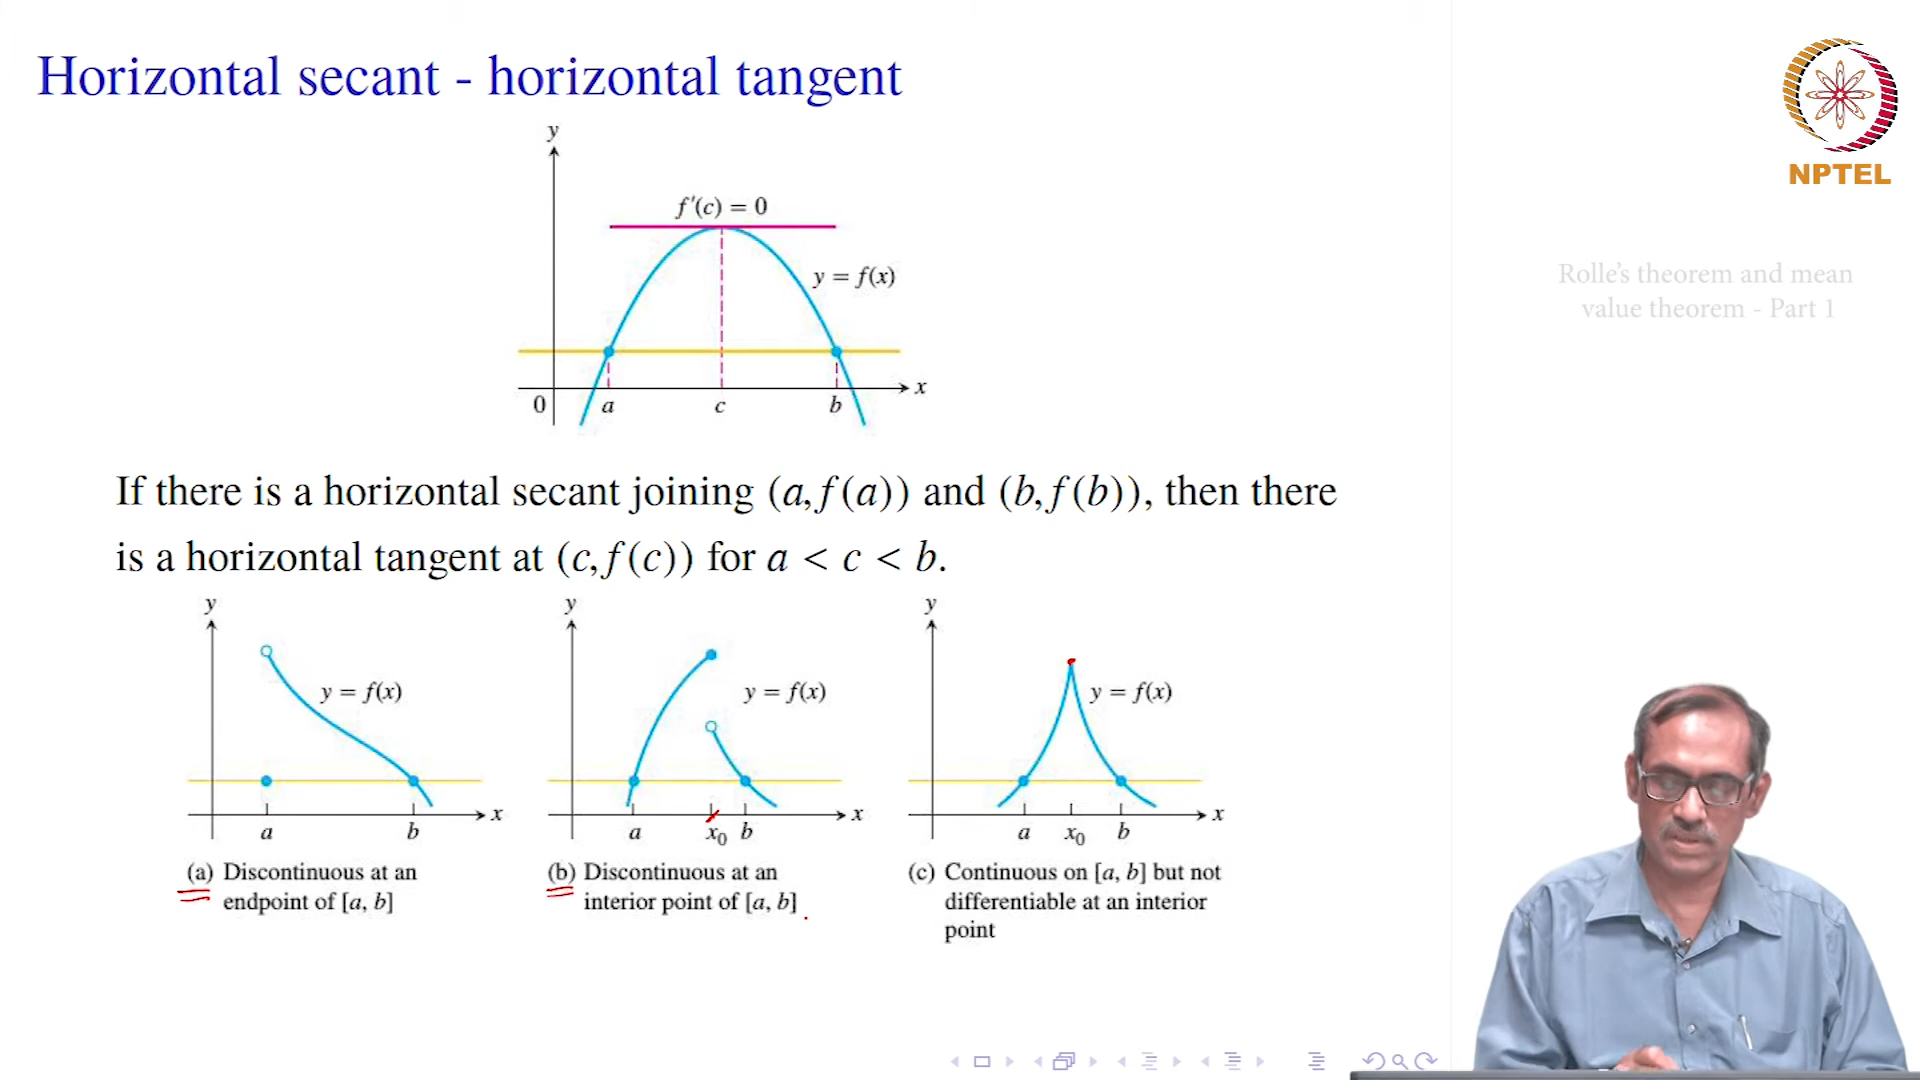 Horizontal secant - horizontal tangent
NPTEL
Rolle's theorem and mean
value theorem - Part 1
y
f'(c) = 0
y = f(x)
x
0 a c b
If there is a horizontal secant joining (a, f(a)) and (b, f(b)), then there
is a horizontal tangent at (c, f(c)) for a < c < b.
y
y = f(x)
x
a b
(a) Discontinuous at an
endpoint of [a, b]
y
y = f(x)
x
a x₀ b
(b) Discontinuous at an
interior point of [a, b]
y
y = f(x)
x
a x₀ b
(c) Continuous on [a, b] but not
differentiable at an interior
point